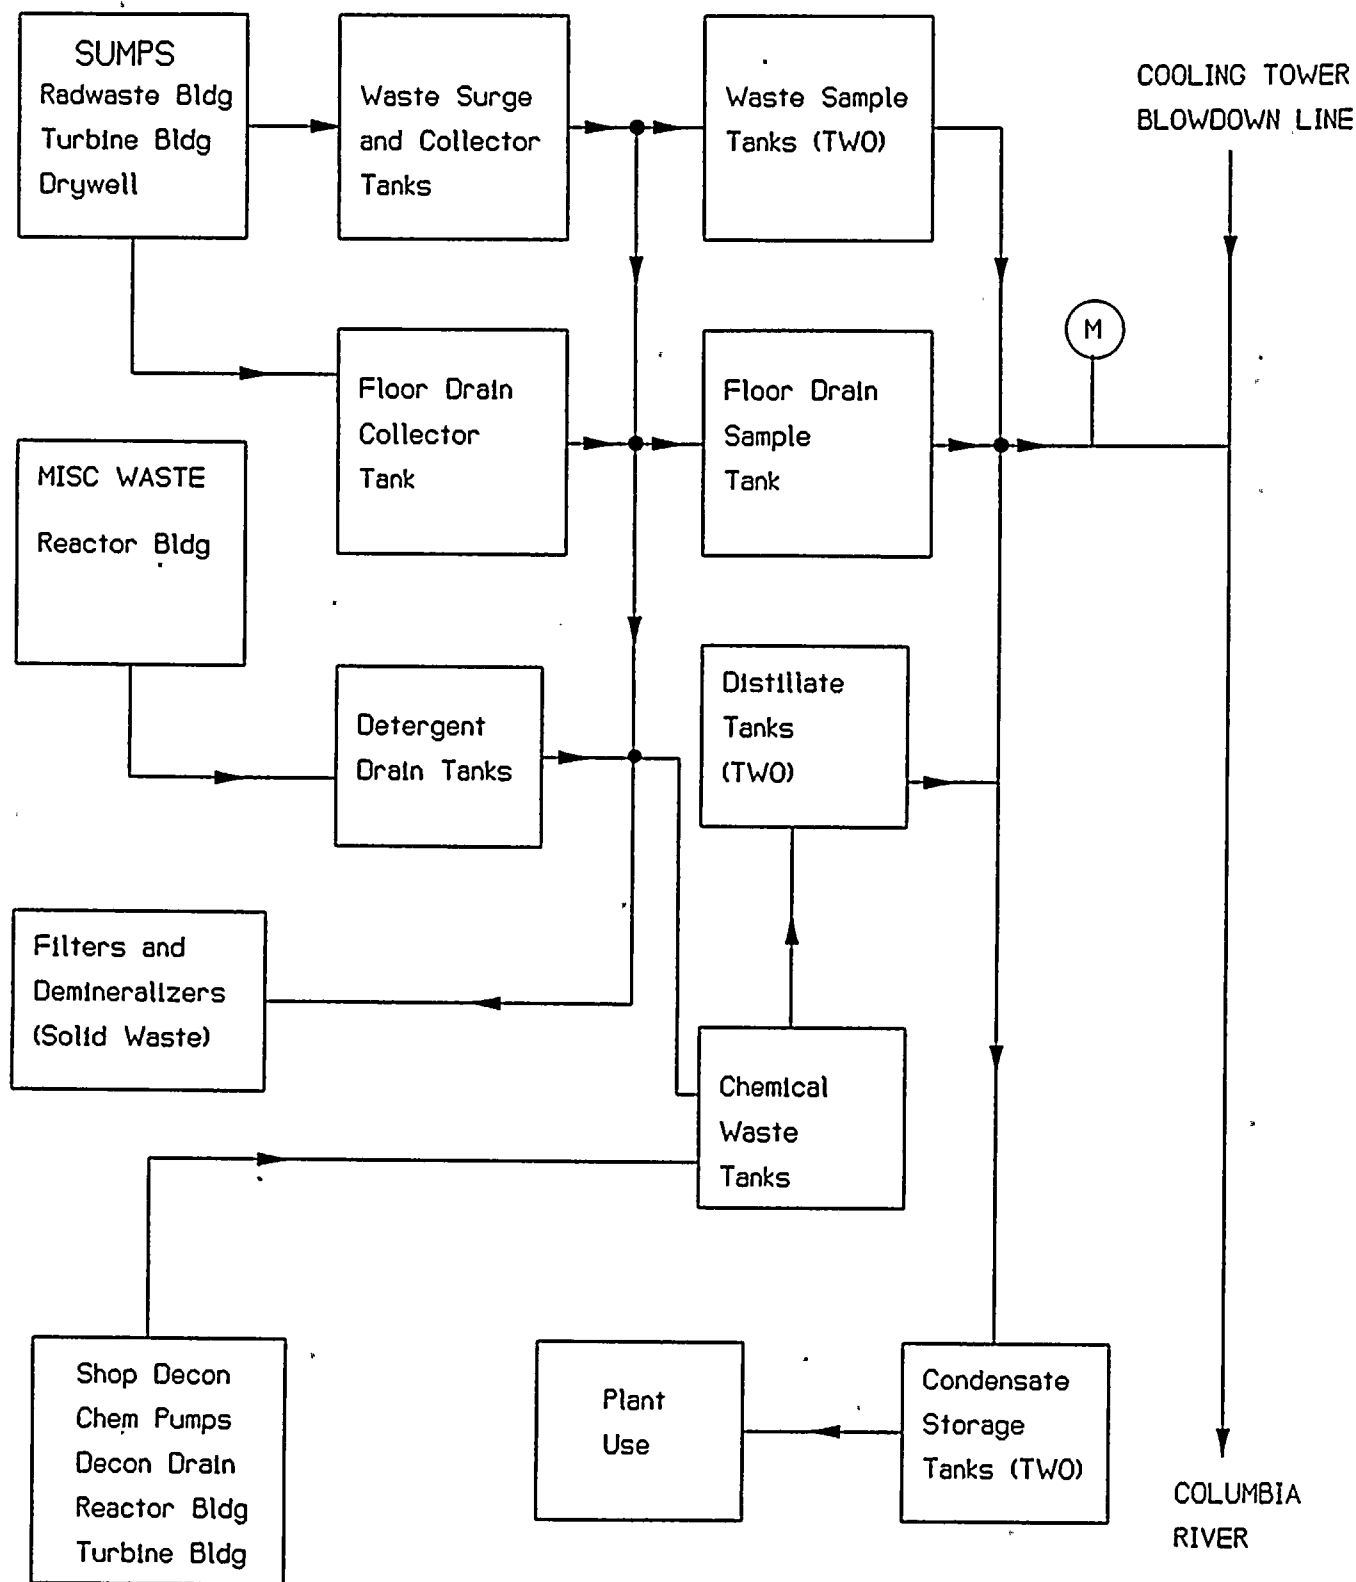 SUMPS
Radwaste Bldg
Turbine Bldg
Drywell
Waste Surge
and Collector
Tanks
Waste Sample
Tanks (TWO)
COOLING TOWER
BLOWDOWN LINE
M
Floor Drain
Collector
Tank
Floor Drain
Sample
Tank
MISC WASTE
Reactor Bldg
Detergent
Drain Tanks
Distillate
Tanks
(TWO)
Filters and
Demineralizers
(Solid Waste)
Chemical
Waste
Tanks
Shop Decon
Chem Pumps
Decon Drain
Reactor Bldg
Turbine Bldg
Plant
Use
Condensate
Storage
Tanks (TWO)
COLUMBIA
RIVER